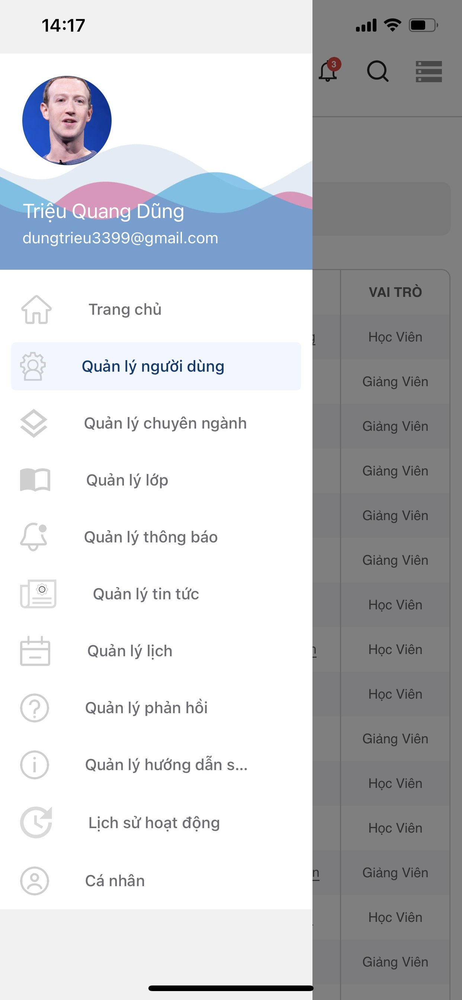 14:17
3
Triệu Quang Dũng
dungtrieu3399@gmail.com
Trang chủ
Quản lý người dùng
Quản lý chuyên ngành
Quản lý lớp
Quản lý thông báo
Quản lý tin tức
Quản lý lịch
Quản lý phản hồi
Quản lý hướng dẫn s...
Lịch sử hoạt động
Cá nhân
VAI TRÒ
Học Viên
Giảng Viên
Giảng Viên
Giảng Viên
Giảng Viên
Giảng Viên
Học Viên
Học Viên
Học Viên
Giảng Viên
Học Viên
Học Viên
Giảng Viên
Học Viên
Giảng Viên